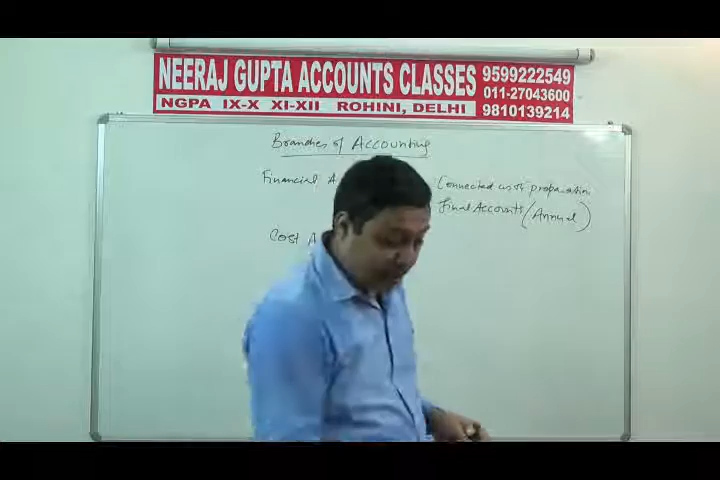 NEERAJ GUPTA ACCOUNTS CLASSES
NGPA IX-X XI-XII ROHINI, DELHI
9599222549
011-27043600
9810139214
Branches of Accounting
Financial A
Connected with preparation
Final Accounts (Annual)
Cost A